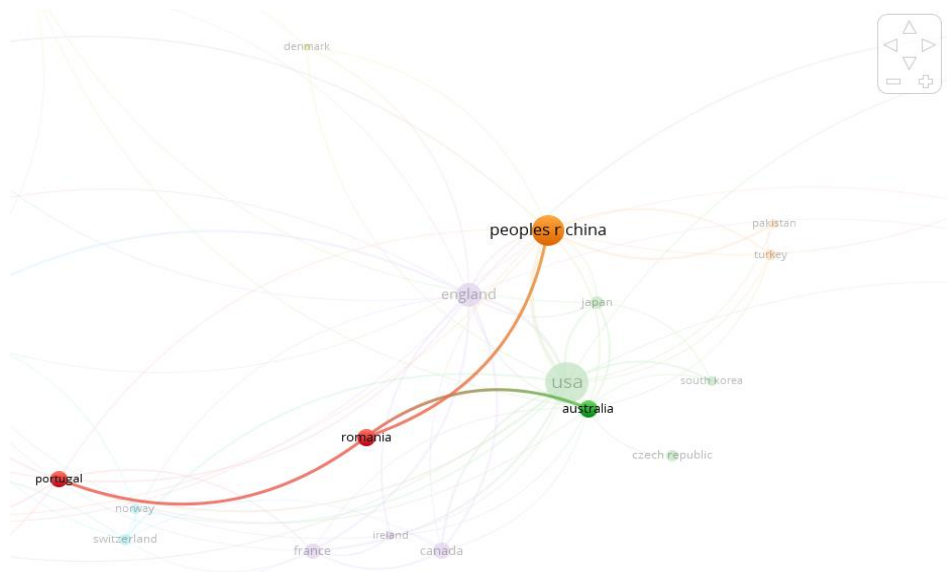 denmark
peoples r china
pakistan
turkey
england
japan
usa
south korea
australia
romania
czech republic
portugal
norway
switzerland
ireland
france
canada